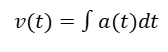 v(t) = ∫ a(t)dt